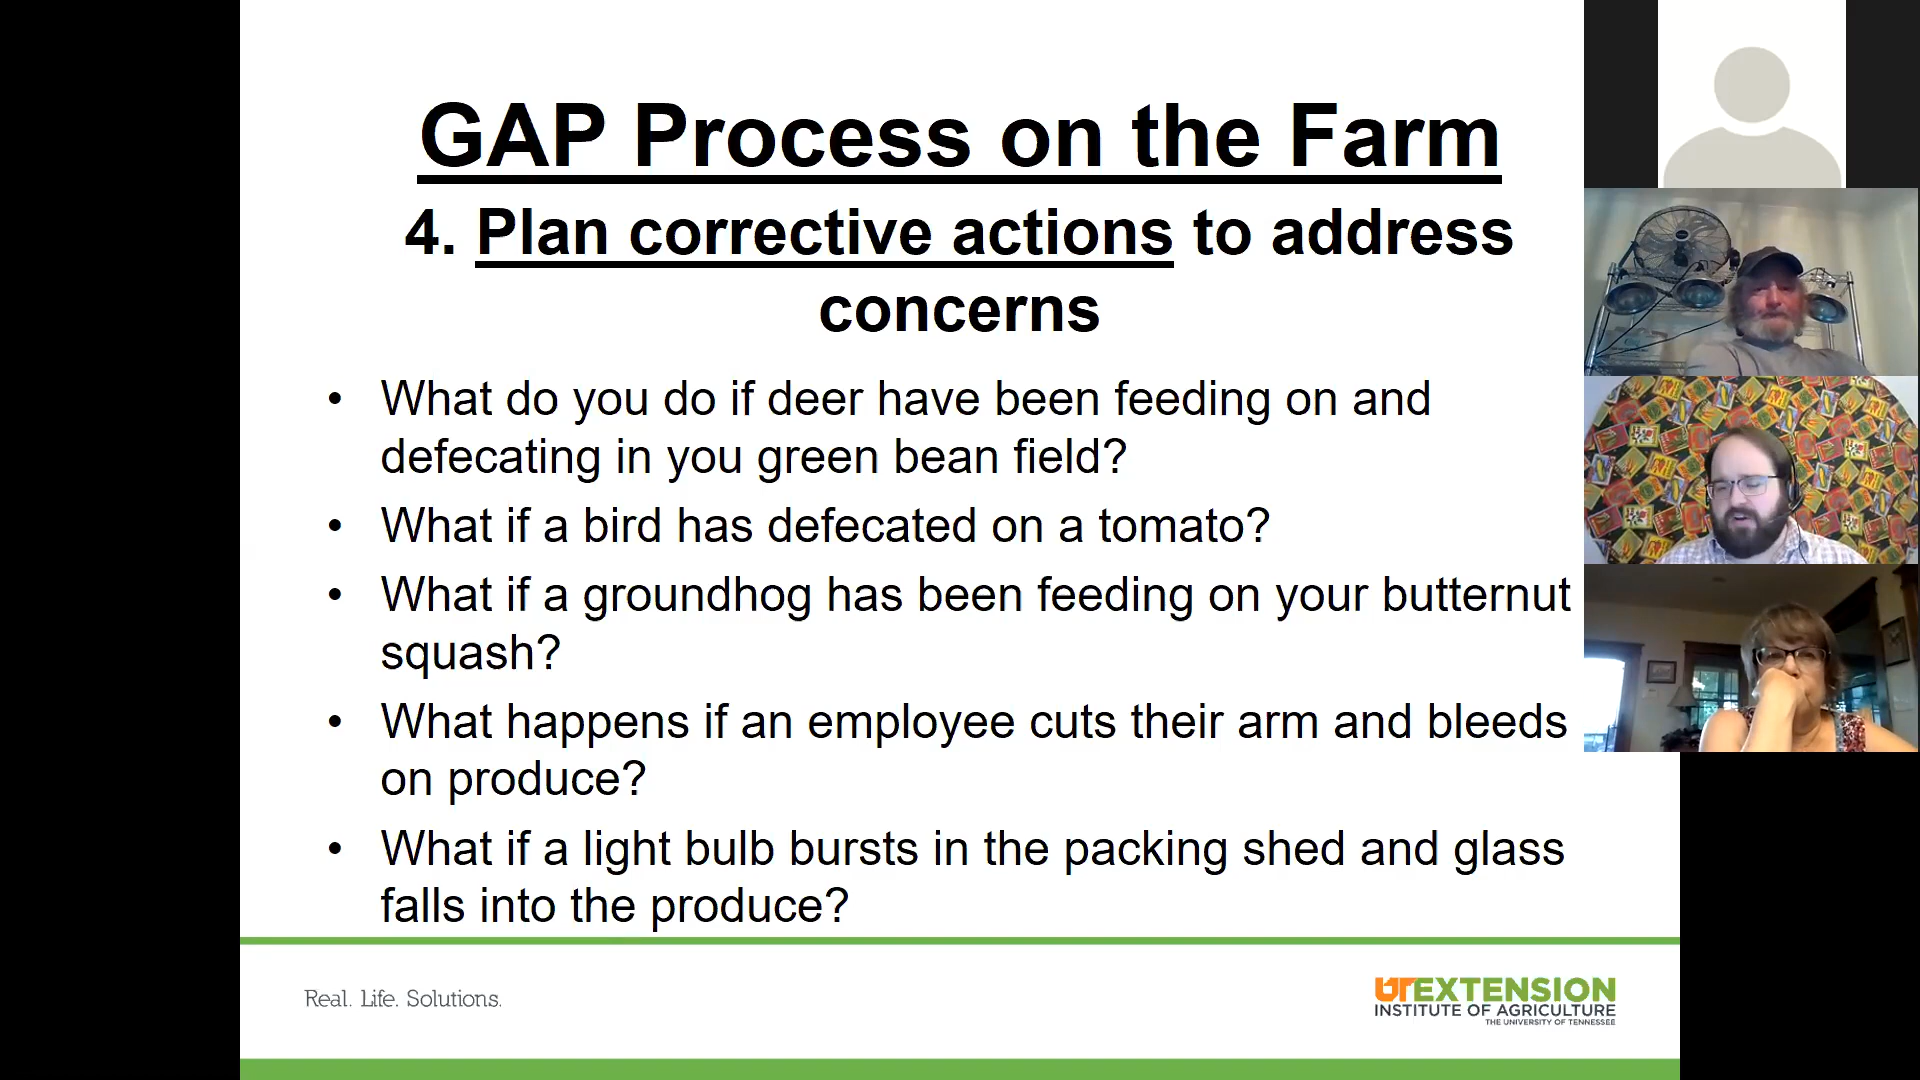 GAP Process on the Farm
4. Plan corrective actions to address
concerns
• What do you do if deer have been feeding on and
defecating in you green bean field?
• What if a bird has defecated on a tomato?
• What if a groundhog has been feeding on your butternut
squash?
• What happens if an employee cuts their arm and bleeds
on produce?
• What if a light bulb bursts in the packing shed and glass
falls into the produce?
Real. Life. Solutions.
UTEXTENSION
INSTITUTE OF AGRICULTURE
THE UNIVERSITY OF TENNESSEE